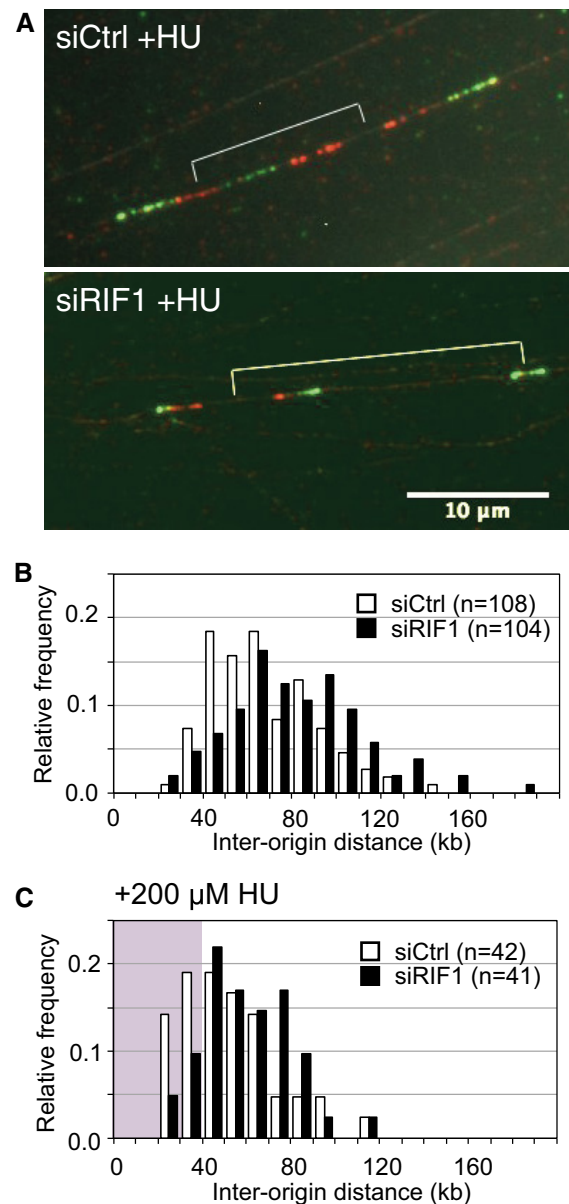 A
siCtrl +HU
siRIF1 +HU
10 μm
B
0.2
0.1
0.0
Relative frequency
siCtrl (n=108)
siRIF1 (n=104)
0 40 80 120 160
Inter-origin distance (kb)
C
+200 μM HU
0.2
0.1
0.0
Relative frequency
siCtrl (n=42)
siRIF1 (n=41)
0 40 80 120 160
Inter-origin distance (kb)